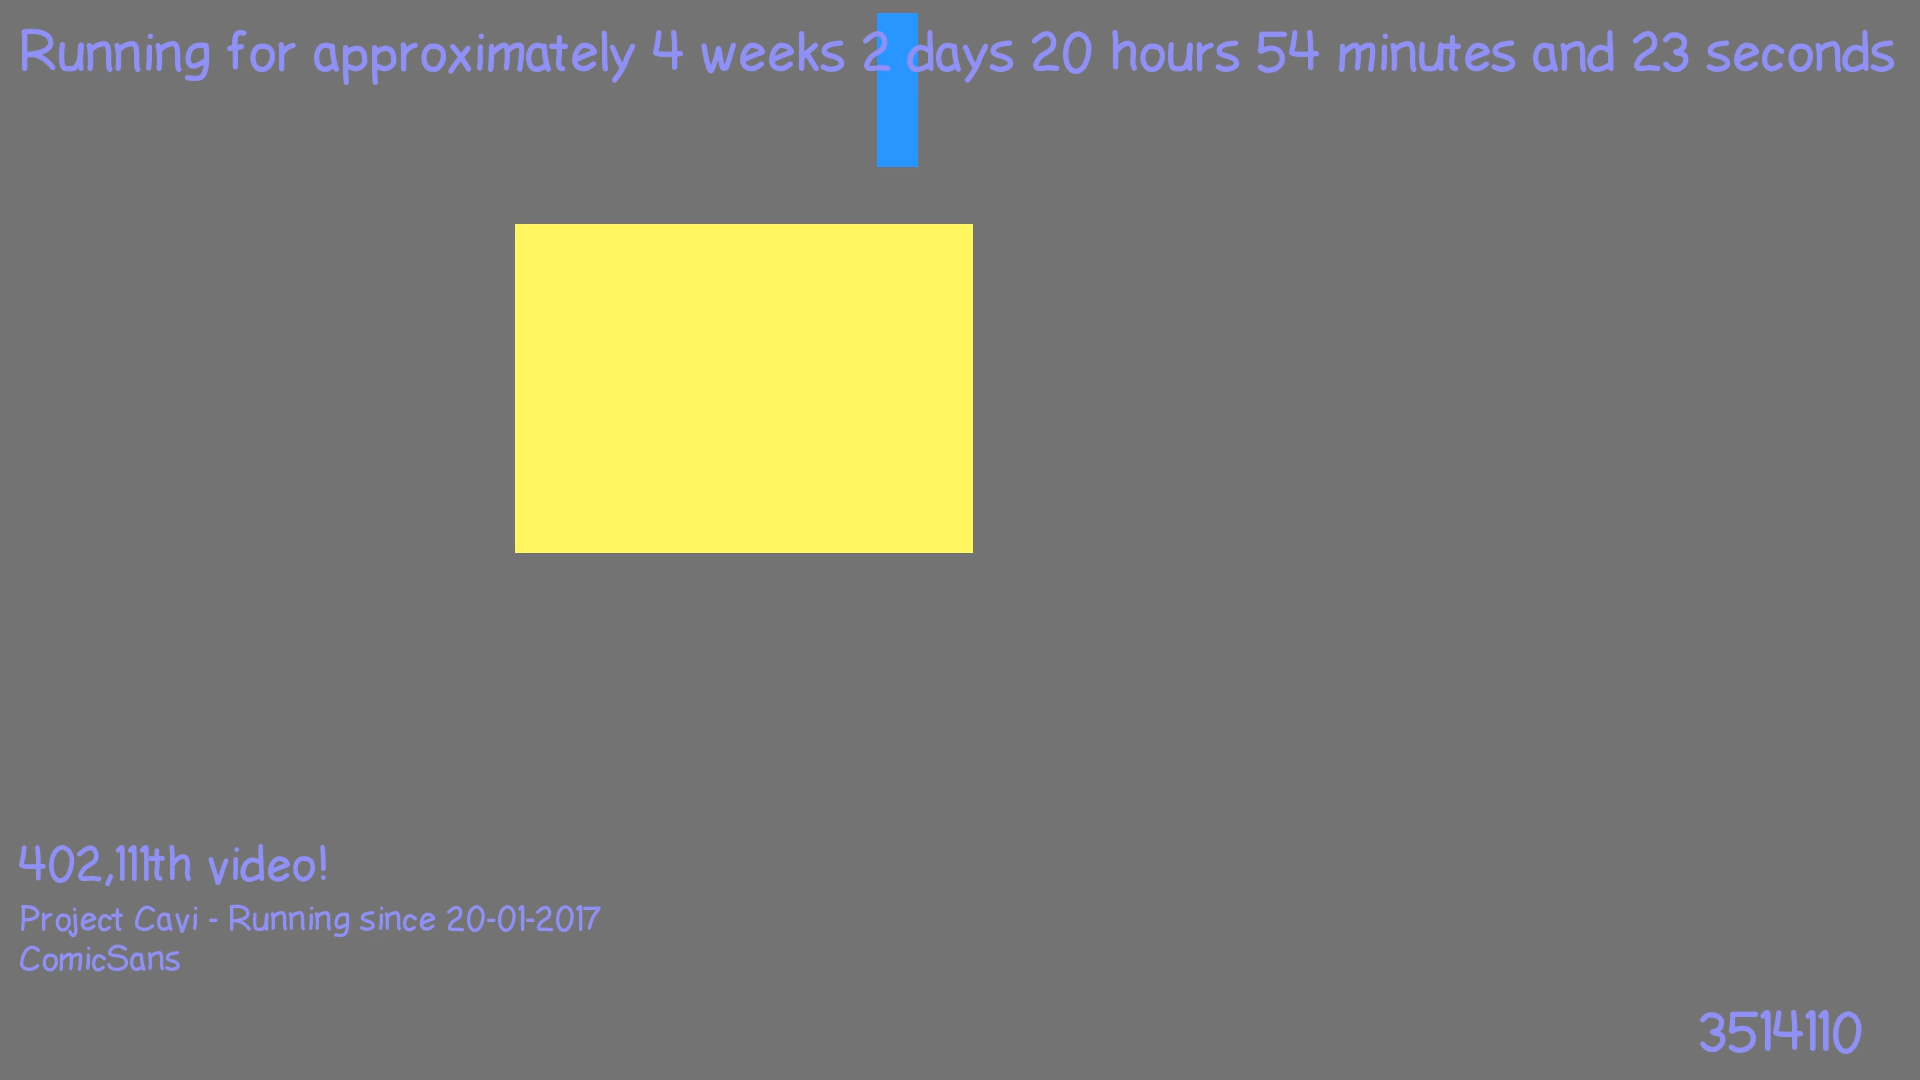 Running for approximately 4 weeks 2 days 20 hours 54 minutes and 23 seconds
402,111th video!
Project Cavi - Running since 20-01-2017
ComicSans
3514110